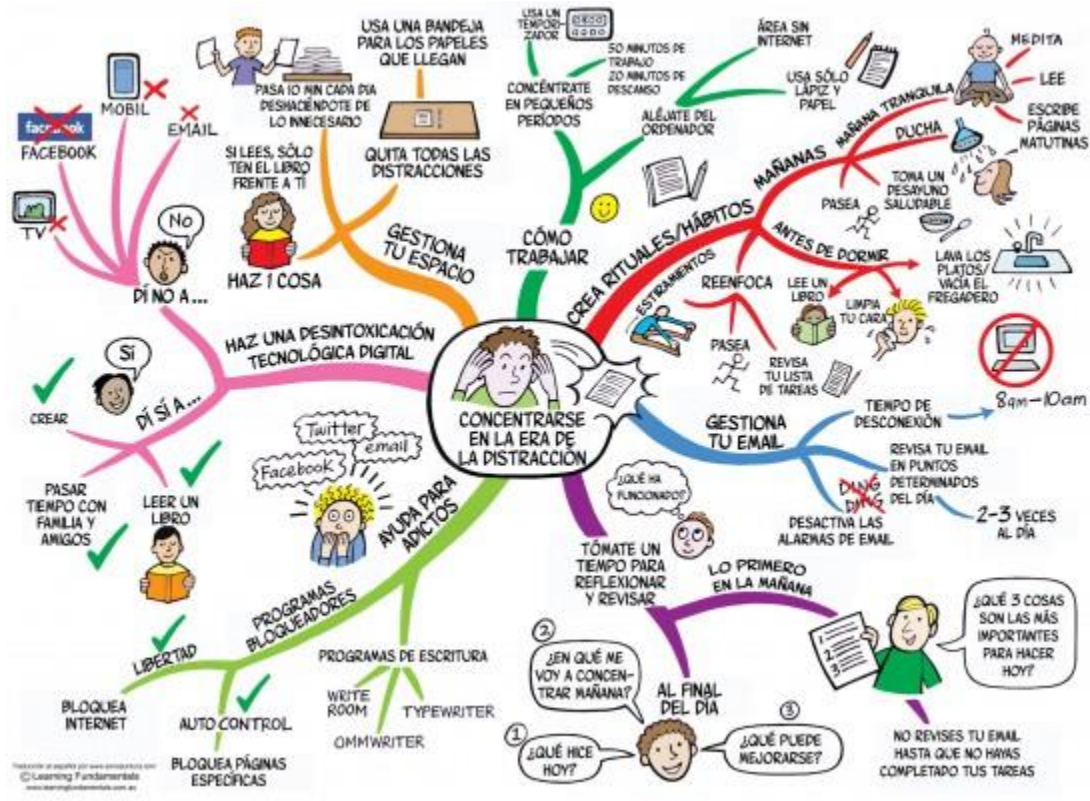 CONCENTRARSE
EN LA ERA DE
LA DISTRACCIÓN
CÓMO
TRABAJAR
CONCÉNTRATE
EN PEQUEÑOS
PERÍODOS
USA UN
TEMPORI-
ZADOR
50 MINUTOS DE
TRABAJO
20 MINUTOS DE
DESCANSO
ALÉJATE DEL
ORDENADOR
ÁREA SIN
INTERNET
USA SÓLO
LÁPIZ Y
PAPEL
CREA RITUALES/HÁBITOS
MAÑANAS
MAÑANA TRANQUILA
MEDITA
LEE
ESCRIBE
PÁGINAS
MATUTINAS
DUCHA
TOMA UN
DESAYUNO
SALUDABLE
PASEA
ANTES DE DORMIR
LAVA LOS
PLATOS/
VACÍA EL
FREGADERO
LIMPIA
TU CARA
LEE UN
LIBRO
REENFOCA
ESTIRAMIENTOS
PASEA
REVISA
TU LISTA
DE TAREAS
GESTIONA
TU EMAIL
TIEMPO DE
DESCONEXIÓN
8am-10am
REVISA TU EMAIL
EN PUNTOS
DETERMINADOS
DEL DÍA
2-3 VECES
AL DÍA
DING
DING
DESACTIVA LAS
ALARMAS DE EMAIL
¿QUÉ HA
FUNCIONADO?
TÓMATE UN
TIEMPO PARA
REFLEXIONAR
Y REVISAR
LO PRIMERO
EN LA MAÑANA
1
2
3
¿QUÉ 3 COSAS
SON LAS MÁS
IMPORTANTES
PARA HACER
HOY?
NO REVISES TU EMAIL
HASTA QUE NO HAYAS
COMPLETADO TUS TAREAS
AL FINAL
DEL DÍA
1
¿QUÉ HICE
HOY?
2
¿EN QUÉ ME
VOY A CONCEN-
TRAR MAÑANA?
3
¿QUÉ PUEDE
MEJORARSE?
AYUDA PARA
ADICTOS
Twitter
email
Facebook
PROGRAMAS DE ESCRITURA
WRITE
ROOM
OMMWRITER
TYPEWRITER
PROGRAMAS
BLOQUEADORES
LIBERTAD
BLOQUEA
INTERNET
AUTO CONTROL
BLOQUEA PÁGINAS
ESPECÍFICAS
HAZ UNA DESINTOXICACIÓN
TECNOLÓGICA DIGITAL
DÍ SÍ A...
Sí
CREAR
PASAR
TIEMPO CON
FAMILIA Y
AMIGOS
LEER UN
LIBRO
DÍ NO A...
No
TV
facebook
FACEBOOK
MOBIL
EMAIL
GESTIONA
TU ESPACIO
HAZ 1 COSA
SI LEES, SÓLO
TEN EL LIBRO
FRENTE A TÍ
PASA 10 MIN CADA DIA
DESHACIÉNDOTE DE
LO INNECESARIO
USA UNA BANDEJA
PARA LOS PAPELES
QUE LLEGAN
QUITA TODAS LAS
DISTRACCIONES
© Learning Fundamentals
www.learningfundamentals.com.au